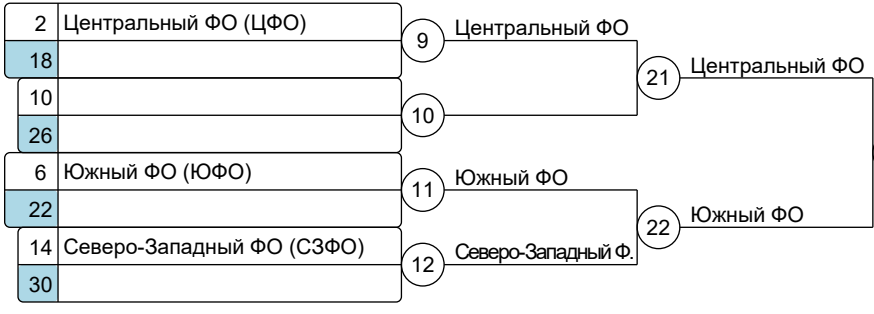 2 Центральный ФО (ЦФО)
9 Центральный ФО
18
21 Центральный ФО
10
10
26
6 Южный ФО (ЮФО)
11 Южный ФО
22
22 Южный ФО
14 Северо-Западный ФО (СЗФО)
12 Северо-Западный Ф.
30